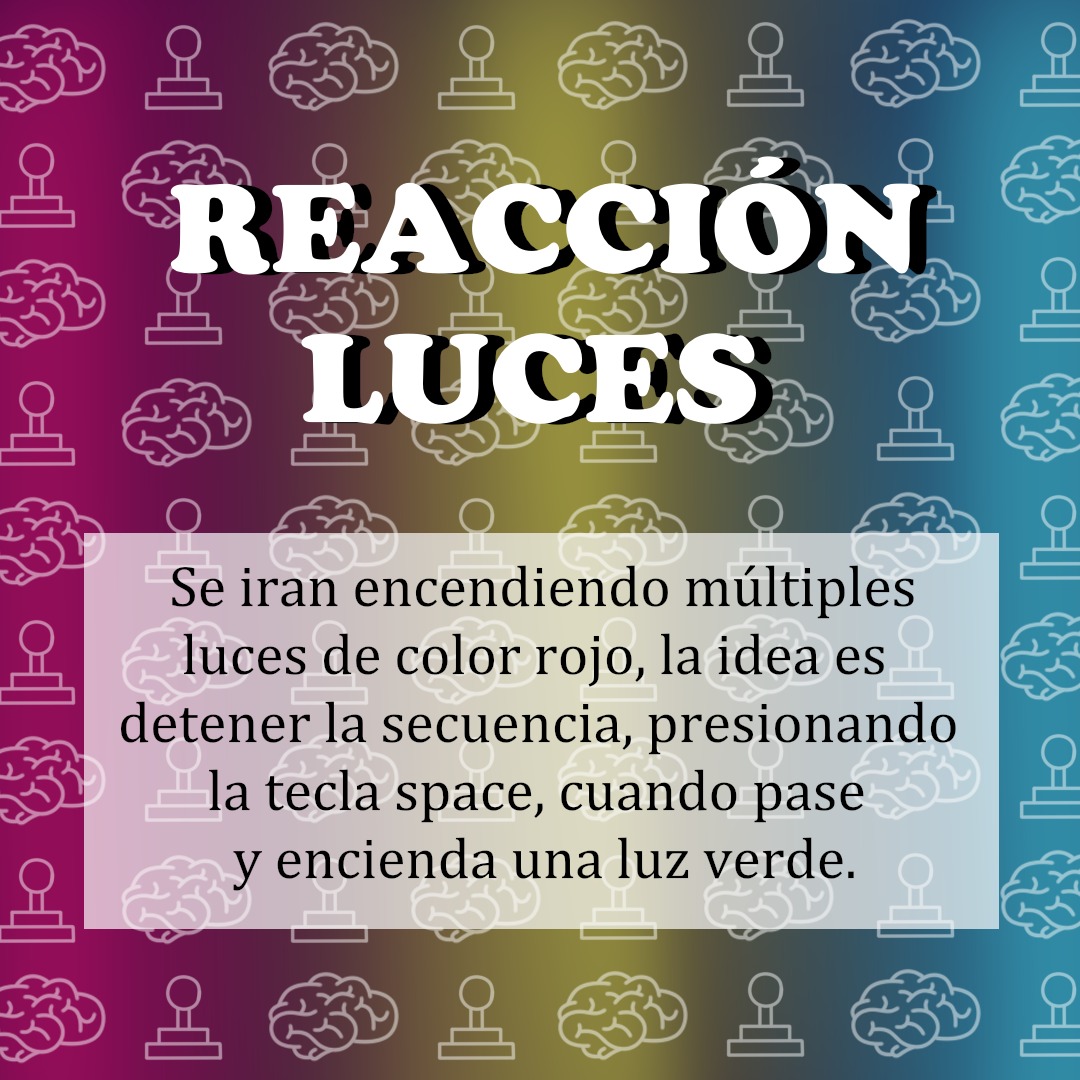 REACCIÓN
LUCES
Se iran encendiendo múltiples
luces de color rojo, la idea es
detener la secuencia, presionando
la tecla space, cuando pase
y encienda una luz verde.